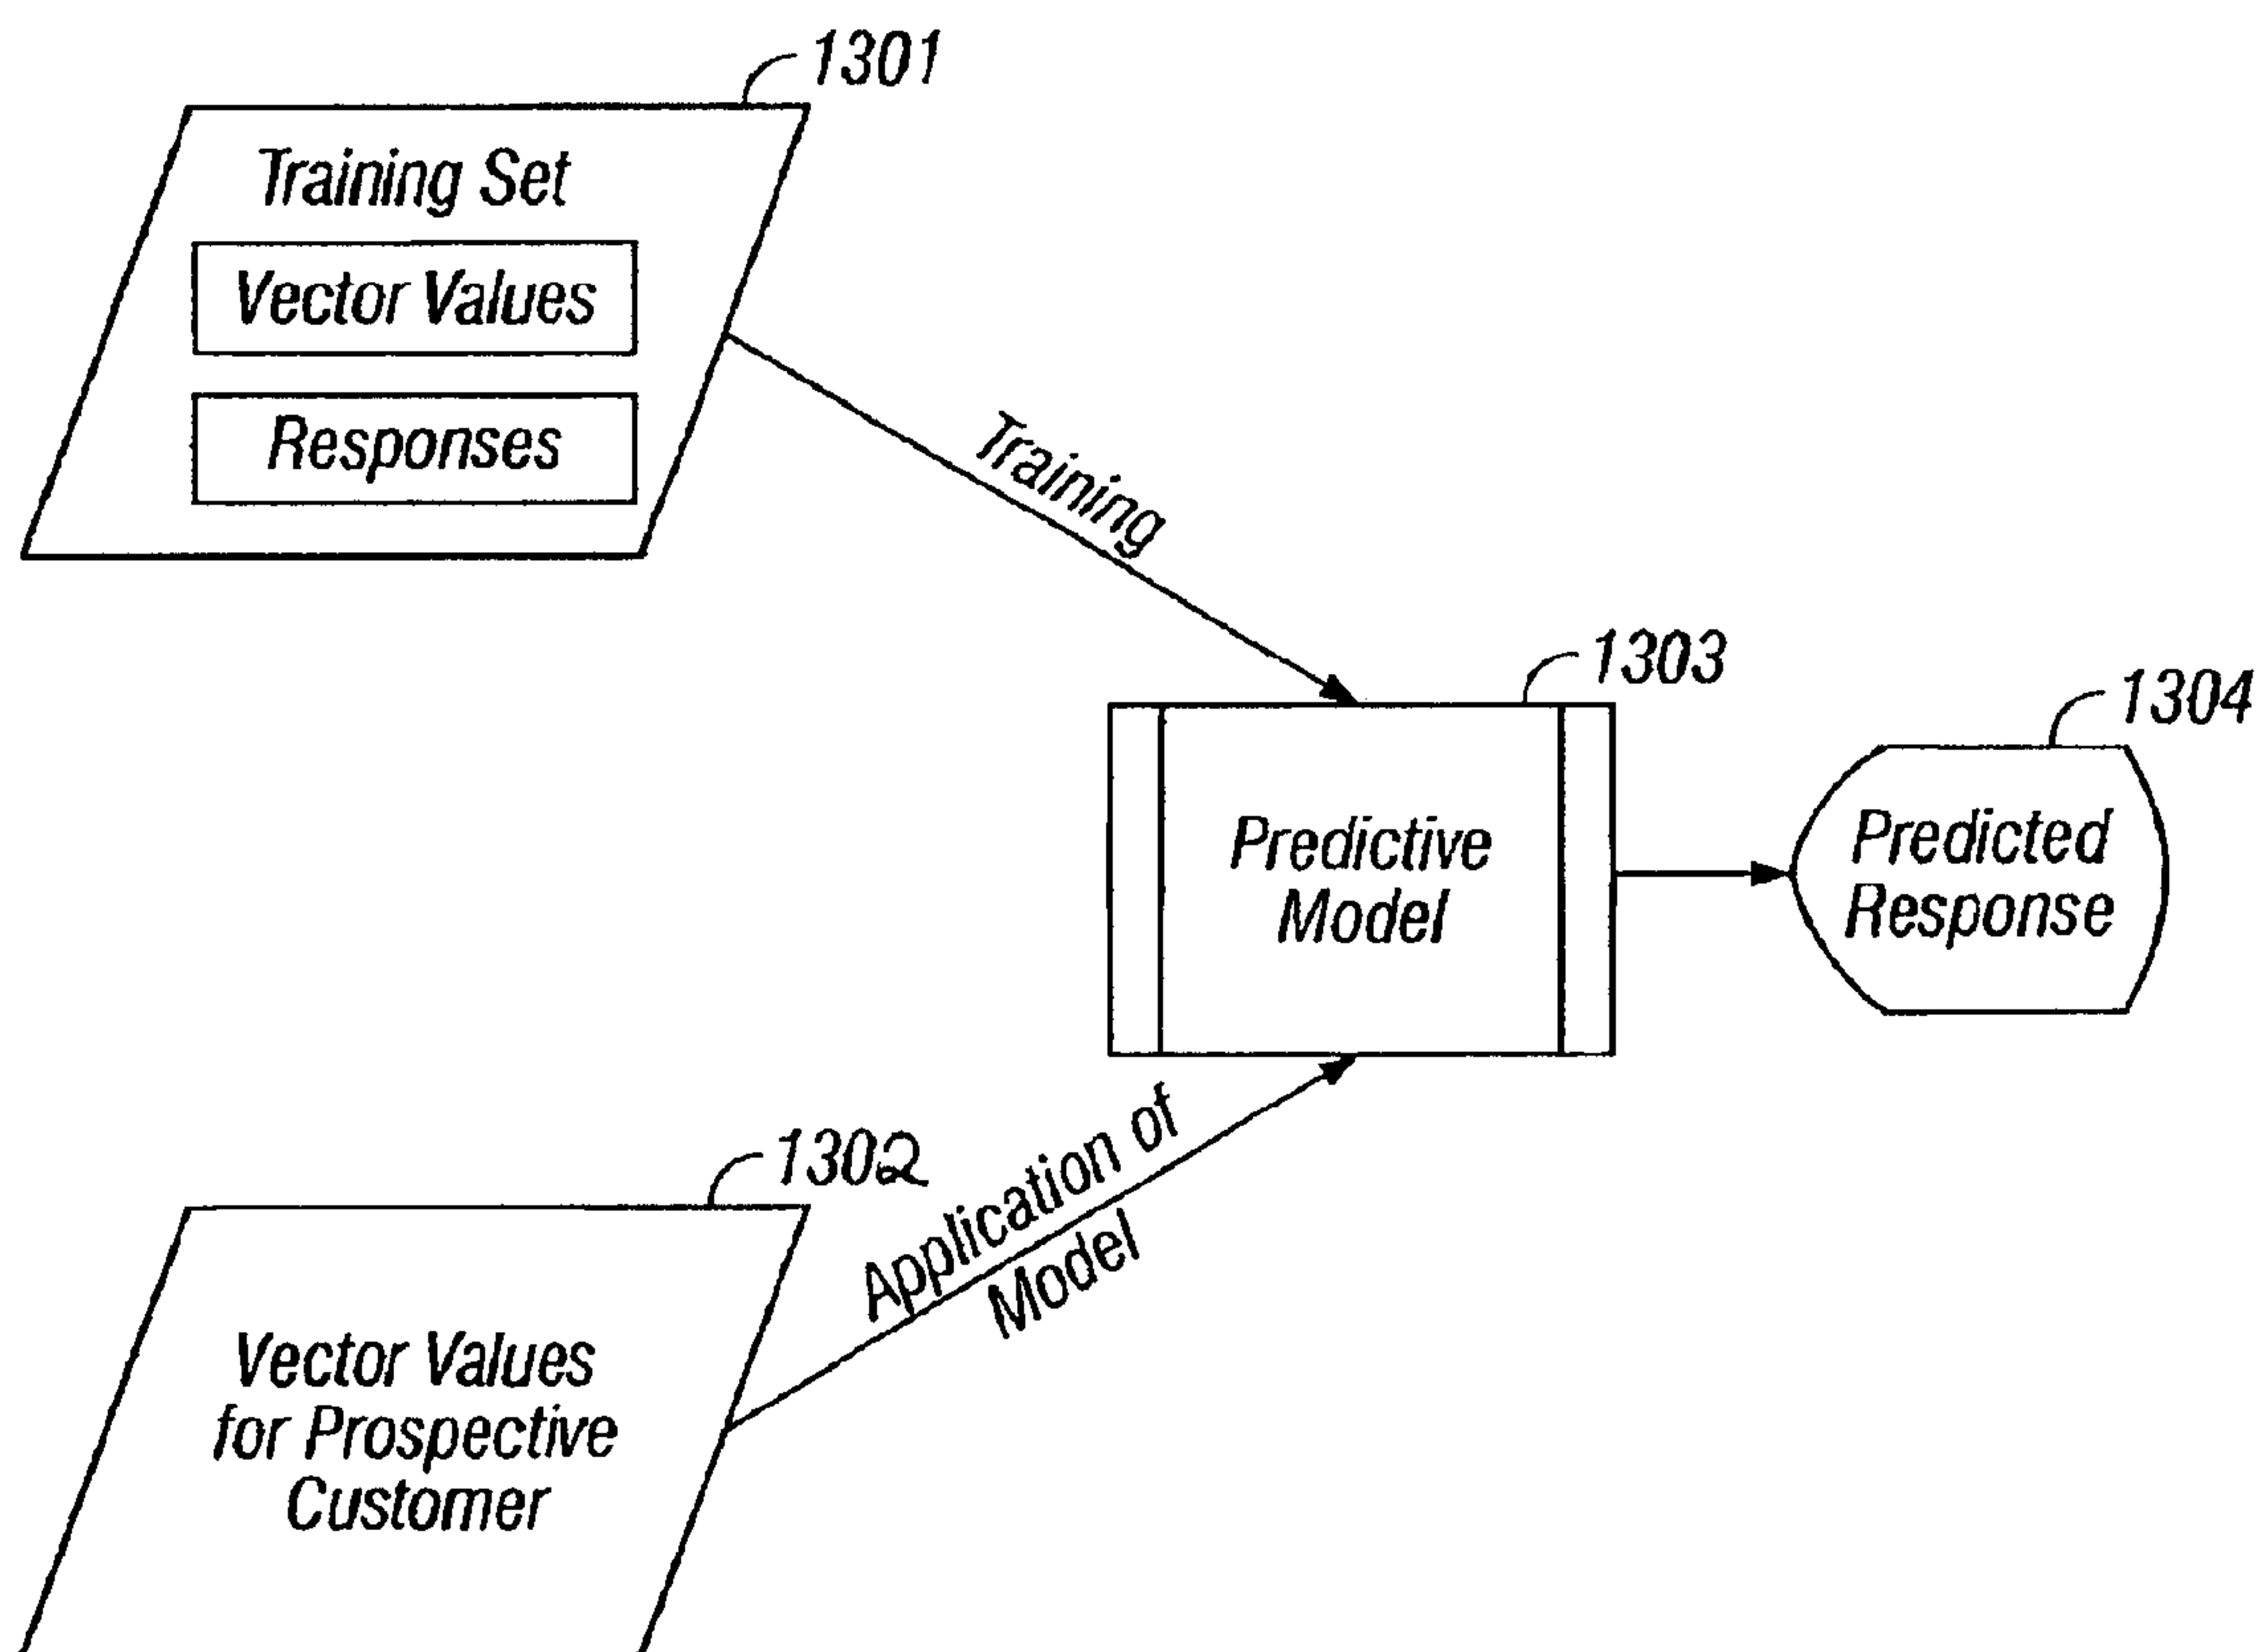 1301
Training Set
Vector Values
Responses
Training
1303
1304
Predictive
Model
Predicted
Response
1302
Application of
Model
Vector Values
for Prospective
Customer